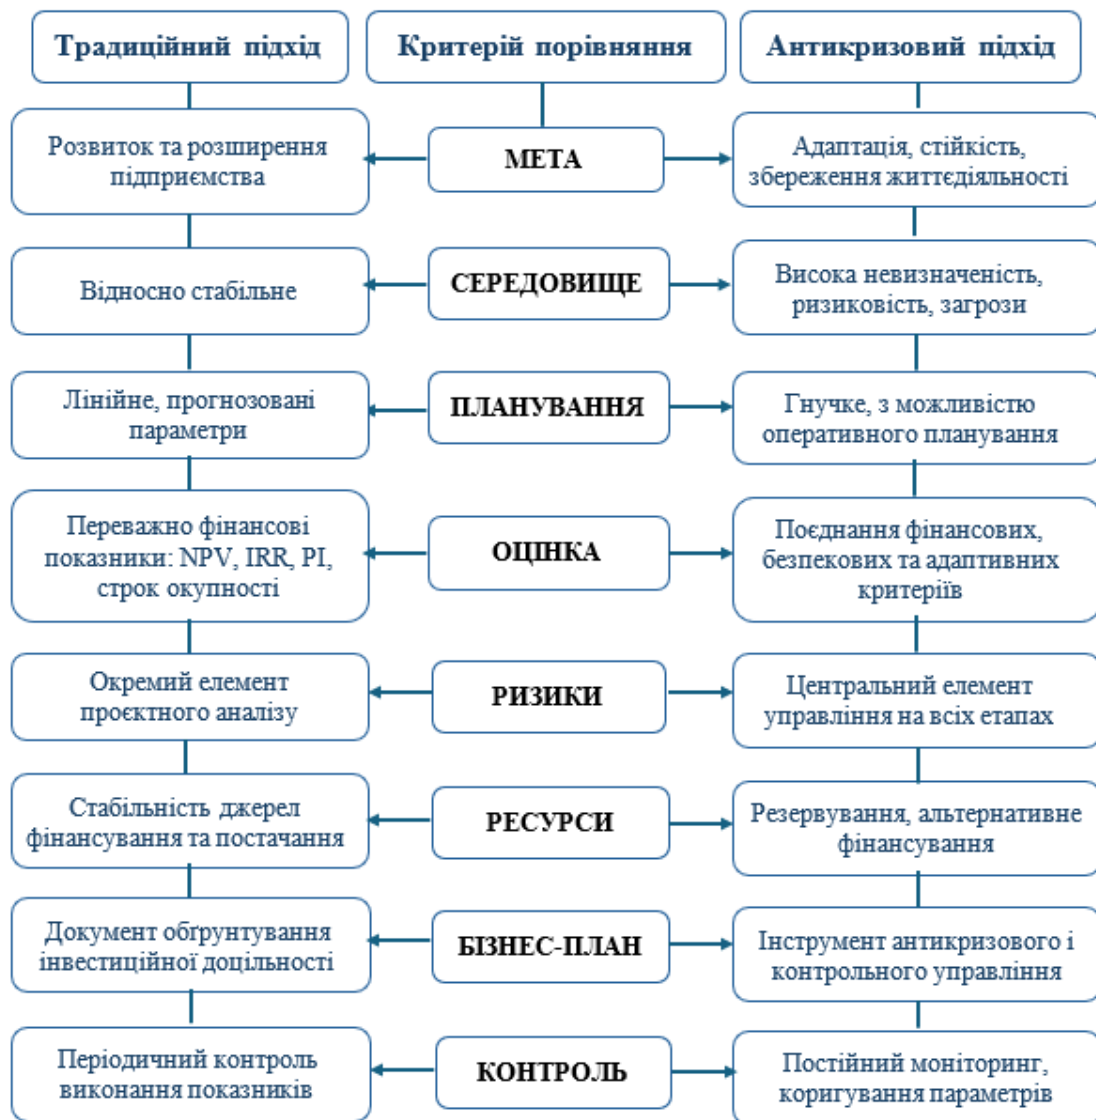 Традиційний підхід
Критерій порівняння
Антикризовий підхід
Розвиток та розширення
підприємства
МЕТА
Адаптація, стійкість,
збереження життєдіяльності
Відносно стабільне
СЕРЕДОВИЩЕ
Висока невизначеність,
ризиковість, загрози
Лінійне, прогнозовані
параметри
ПЛАНУВАННЯ
Гнучке, з можливістю
оперативного планування
Переважно фінансові
показники: NPV, IRR, PI,
строк окупності
ОЦІНКА
Поєднання фінансових,
безпекових та адаптивних
критеріїв
Окремий елемент
проєктного аналізу
РИЗИКИ
Центральний елемент
управління на всіх етапах
Стабільність джерел
фінансування та постачання
РЕСУРСИ
Резервування, альтернативне
фінансування
Документ обґрунтування
інвестиційної доцільності
БІЗНЕС-ПЛАН
Інструмент антикризового і
контрольного управління
Періодичний контроль
виконання показників
КОНТРОЛЬ
Постійний моніторинг,
коригування параметрів